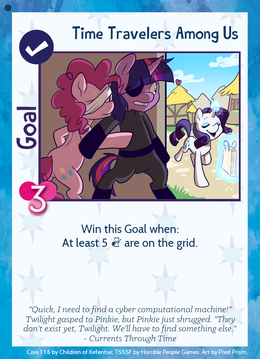 Time Travelers Among Us
Goal
3
Win this Goal when:
At least 5 are on the grid.
"Quick, I need to find a cyber computational machine!"
Twilight gasped to Pinkie, but Pinkie just shrugged. "They
don't exist yet, Twilight. We'll have to find something else."
- Currents Through Time
Core 1.1.6 by Children of Kefentse; TSSSF by Horrible People Games. Art by Pixel Prism.